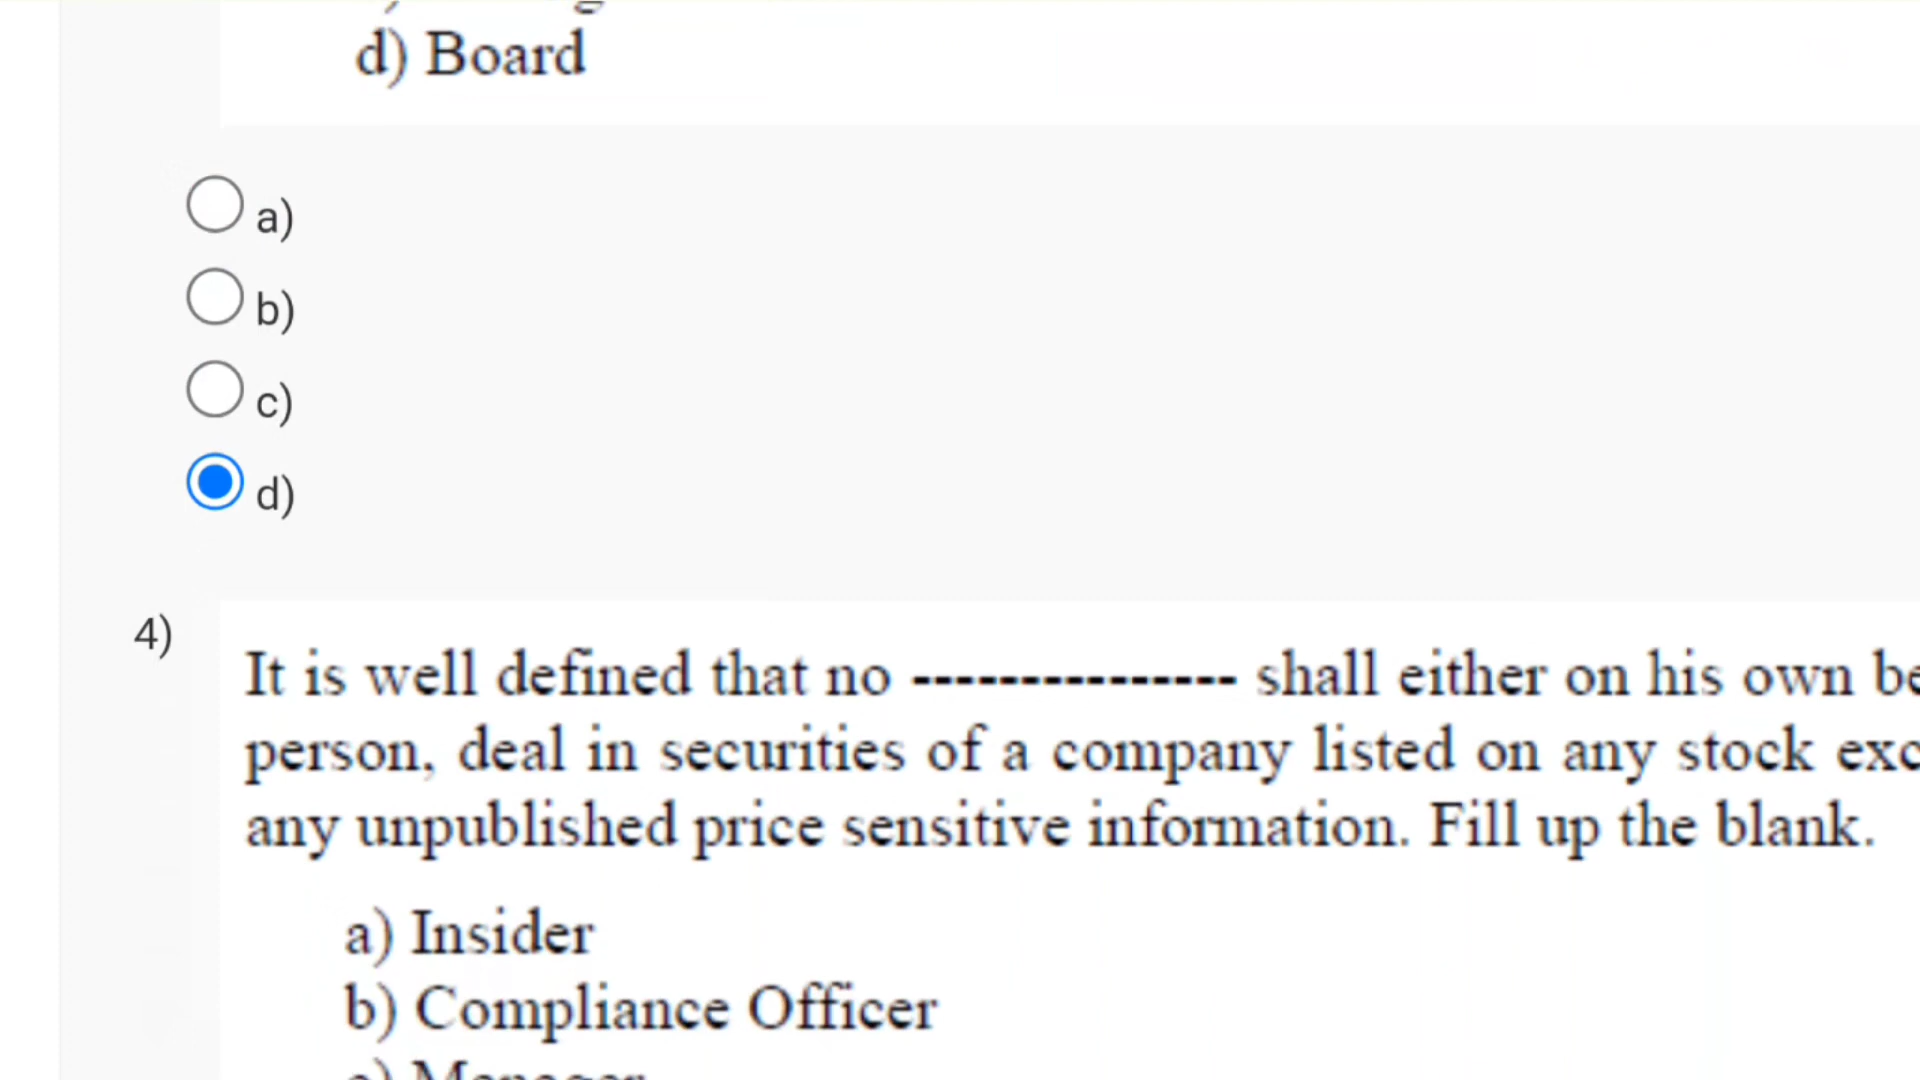 d) Board
a)
b)
c)
d)
4)
It is well defined that no --------------- shall either on his own be
person, deal in securities of a company listed on any stock exc
any unpublished price sensitive information. Fill up the blank.
a) Insider
b) Compliance Officer